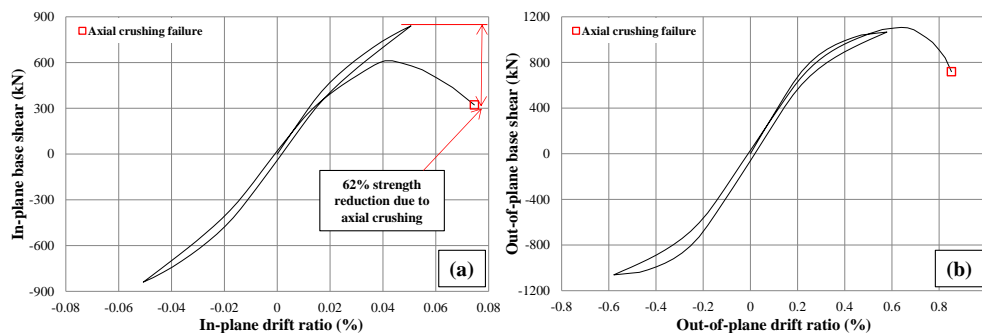 900
600
300
0
-300
-600
-900
In-plane base shear (kN)
Axial crushing failure
62% strength
reduction due to
axial crushing
(a)
-0.08 -0.06 -0.04 -0.02 0 0.02 0.04 0.06 0.08
In-plane drift ratio (%)
1200
800
400
0
-400
-800
-1200
Out-of-plane base shear (kN)
Axial crushing failure
(b)
-0.8 -0.6 -0.4 -0.2 0 0.2 0.4 0.6 0.8
Out-of-plane drift ratio (%)